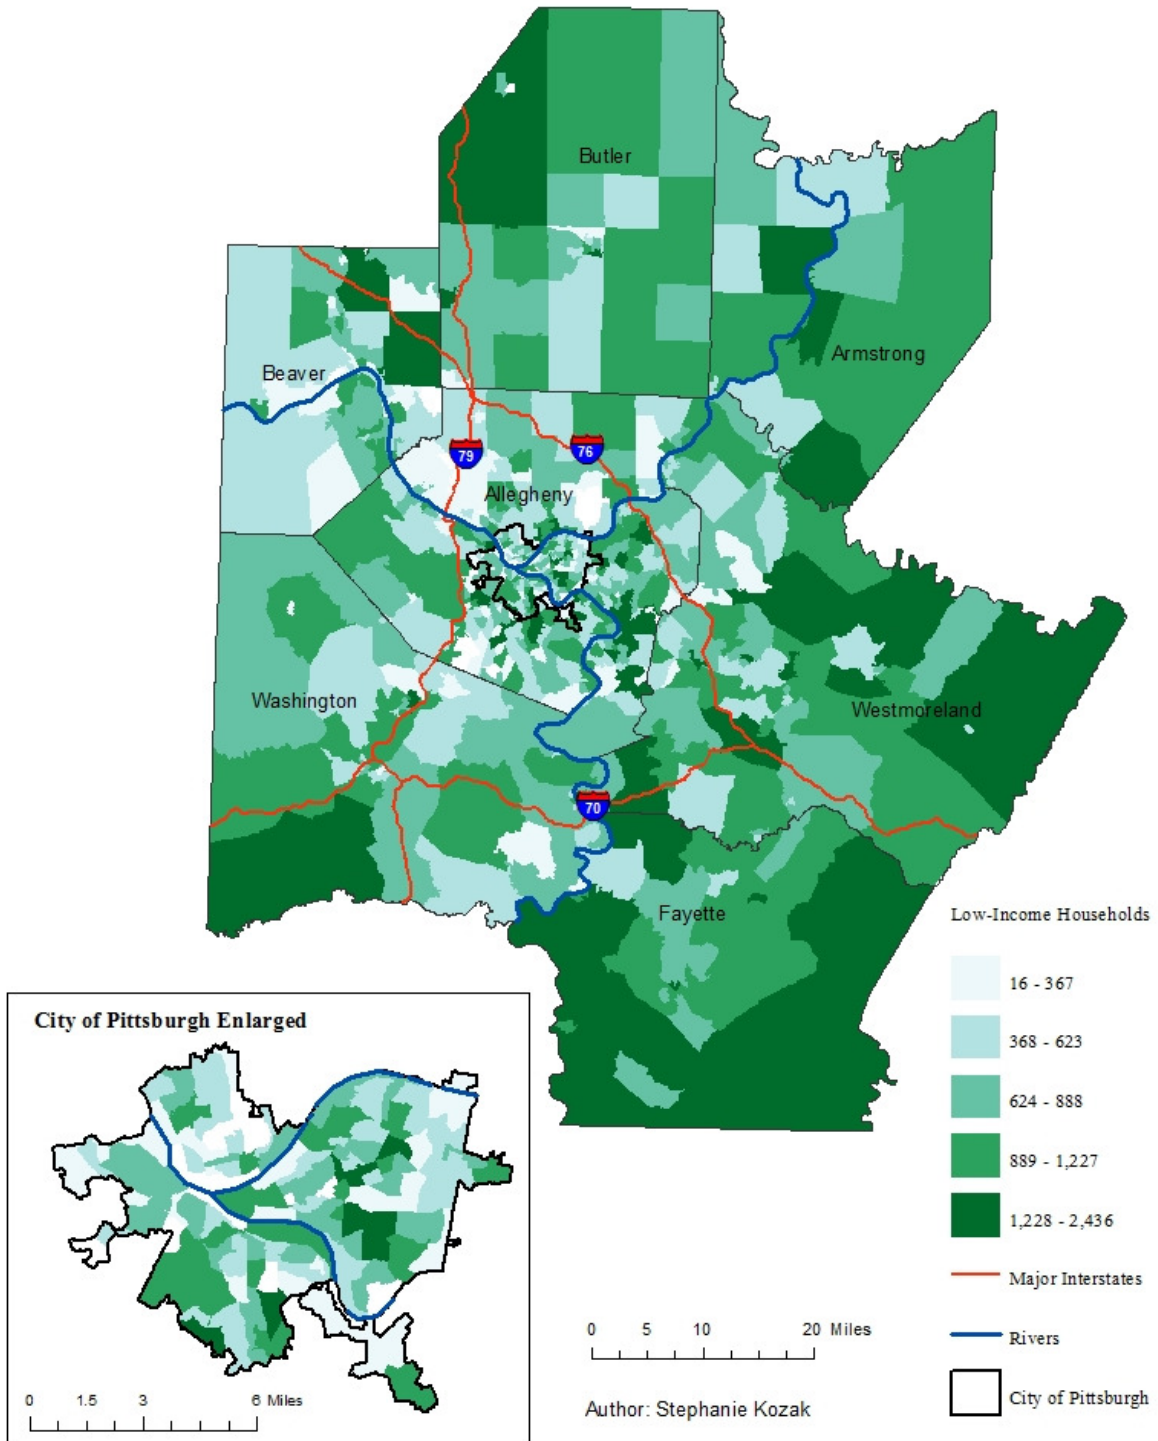 Butler
Armstrong
Beaver
79
76
Allegheny
Washington
Westmoreland
70
Fayette
Low-Income Households
16 - 367
368 - 623
624 - 888
889 - 1,227
1,228 - 2,436
Major Interstates
Rivers
City of Pittsburgh
City of Pittsburgh Enlarged
0 1.5 3 6 Miles
0 5 10 20 Miles
Author: Stephanie Kozak